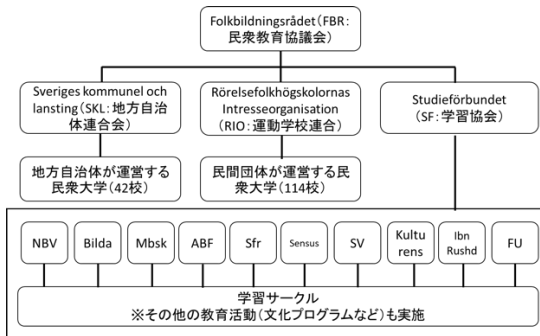 Folkbildningsrådet(FBR:
民衆教育協議会)
Sveriges kommunel och
lansting(SKL:地方自治
体連合会)
Rörelsefolkhögskolornas
Intresseorganisation
(RIO:運動学校連合)
Studieförbundet
(SF:学習協会)
地方自治体が運営する
民衆大学(42校)
民間団体が運営する民
衆大学(114校)
NBV
Bilda
Mbsk
ABF
Sfr
Sensus
SV
Kultu
rens
Ibn
Rushd
FU
学習サークル
※その他の教育活動(文化プログラムなど)も実施